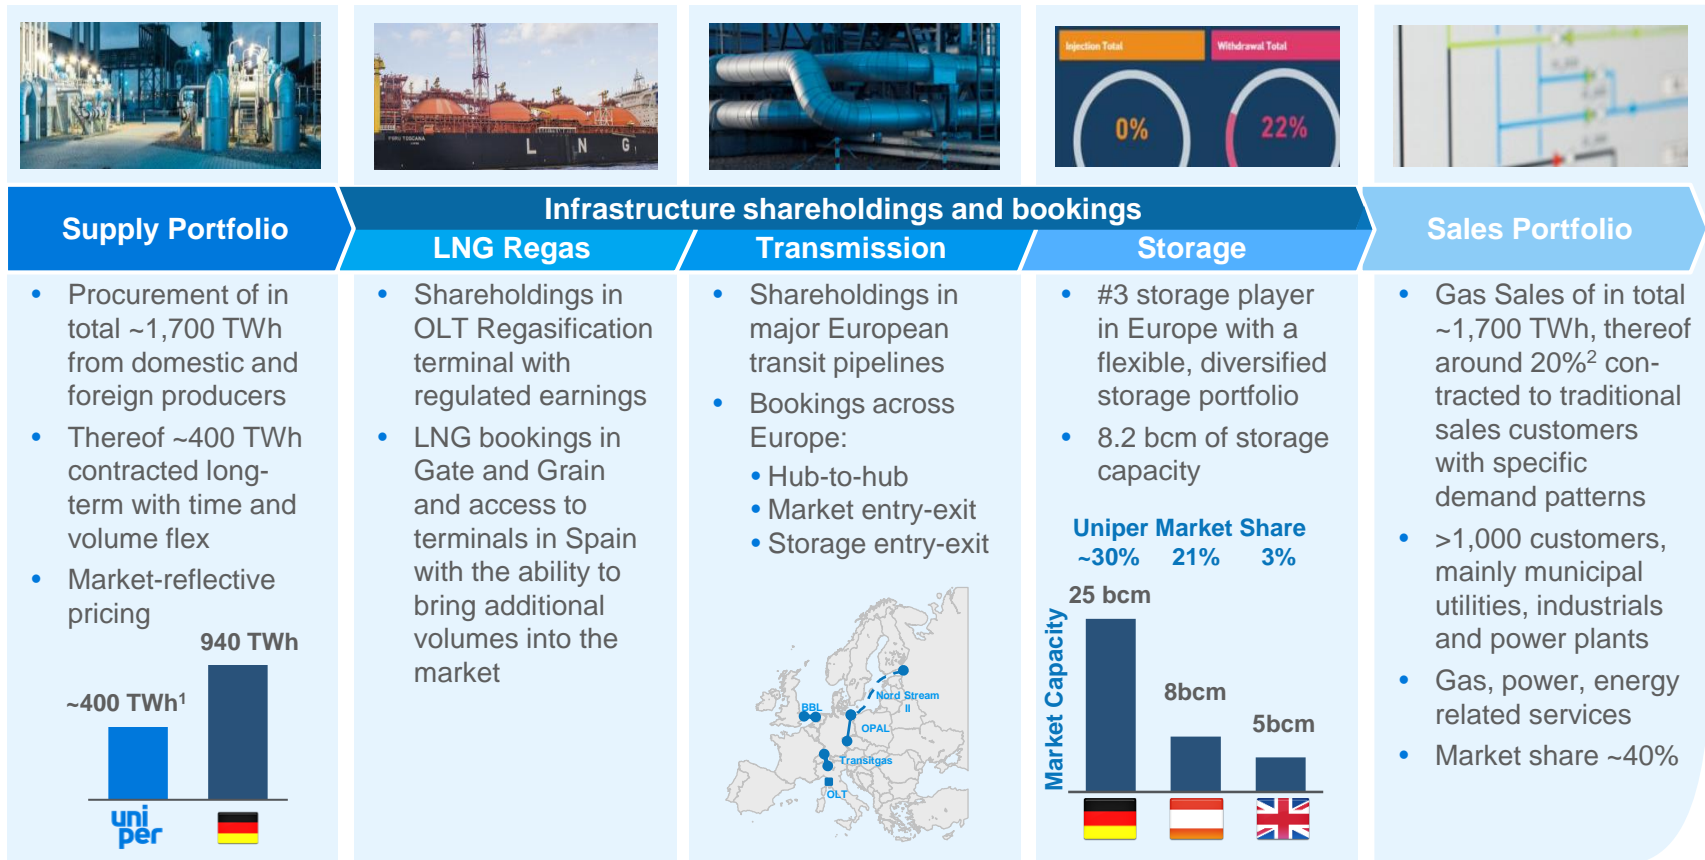 FSRU TOSCANA
L N G
Injection Total
Withdrawal Total
0%
22%
Supply Portfolio
Infrastructure shareholdings and bookings
LNG Regas
Transmission
Storage
Sales Portfolio
• Procurement of in
total ~1,700 TWh
from domestic and
foreign producers
• Thereof ~400 TWh
contracted long-
term with time and
volume flex
• Market-reflective
pricing
940 TWh
~400 TWh¹
uni
per
• Shareholdings in
OLT Regasification
terminal with
regulated earnings
• LNG bookings in
Gate and Grain
and access to
terminals in Spain
with the ability to
bring additional
volumes into the
market
• Shareholdings in
major European
transit pipelines
• Bookings across
Europe:
• Hub-to-hub
• Market entry-exit
• Storage entry-exit
Nord Stream
II
BBL
OPAL
Transitgas
OLT
• #3 storage player
in Europe with a
flexible, diversified
storage portfolio
• 8.2 bcm of storage
capacity
Uniper Market Share
~30% 21% 3%
25 bcm
8bcm
5bcm
Market Capacity
• Gas Sales of in total
~1,700 TWh, thereof
around 20%² con-
tracted to traditional
sales customers
with specific
demand patterns
• >1,000 customers,
mainly municipal
utilities, industrials
and power plants
• Gas, power, energy
related services
• Market share ~40%